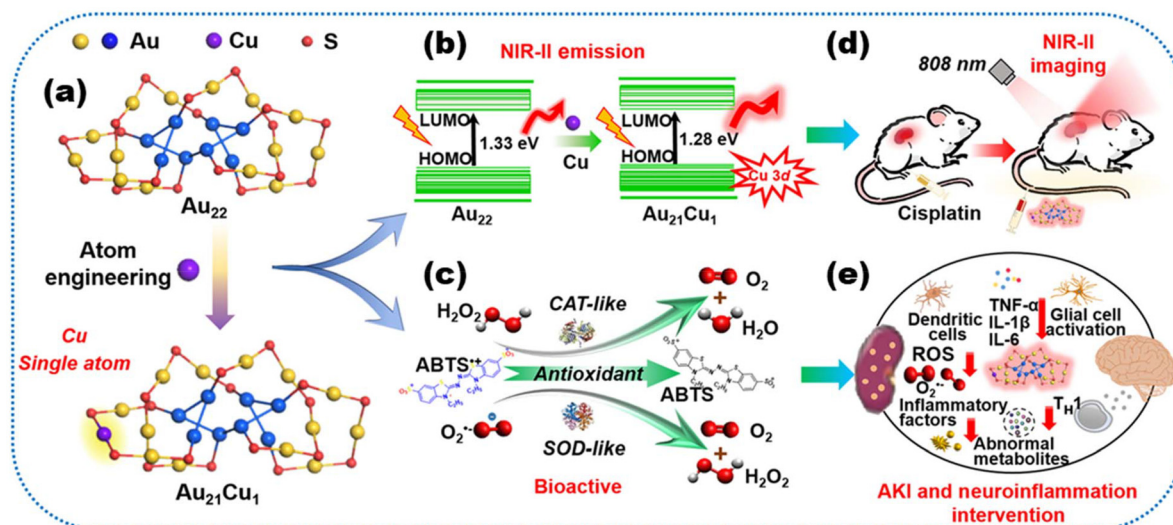 Au
Cu
S
(a)
Au22
Atom
engineering
Cu
Single atom
Au21Cu1
(b)
NIR-II emission
LUMO
1.33 eV
HOMO
Au22
Cu
LUMO
1.28 eV
HOMO
Cu 3d
Au21Cu1
(c)
H2O2
CAT-like
O2
+
H2O
ABTS•+
Antioxidant
ABTS
O2•-
SOD-like
O2
+
H2O2
Bioactive
(d)
808 nm
NIR-II
imaging
Cisplatin
(e)
Dendritic
cells
TNF-α
IL-1β
IL-6
Glial cell
activation
ROS
O2•-
Inflammatory
factors
TH1
Abnormal
metabolites
AKI and neuroinflammation
intervention